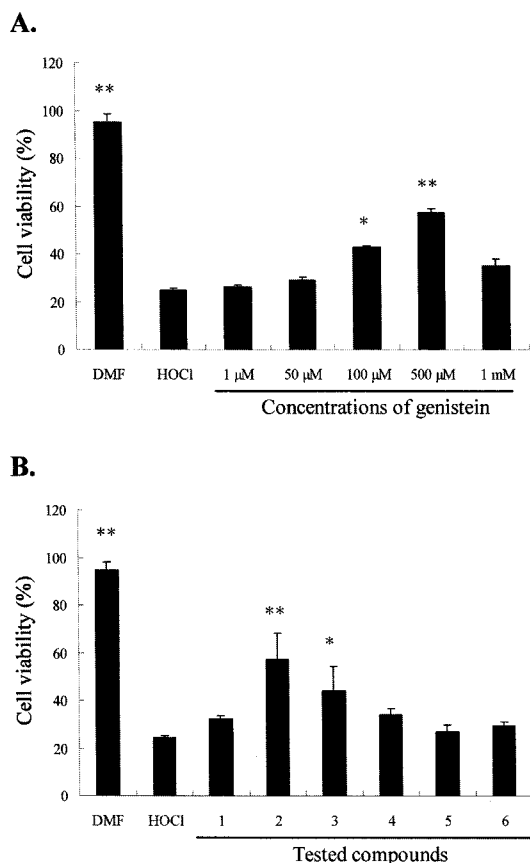 A.
120
**
100
80
**
60
*
40
20
0
Cell viability (%)
DMF HOCl 1 μM 50 μM 100 μM 500 μM 1 mM
Concentrations of genistein
B.
120
**
100
80
**
60
*
40
20
0
Cell viability (%)
DMF HOCl 1 2 3 4 5 6
Tested compounds